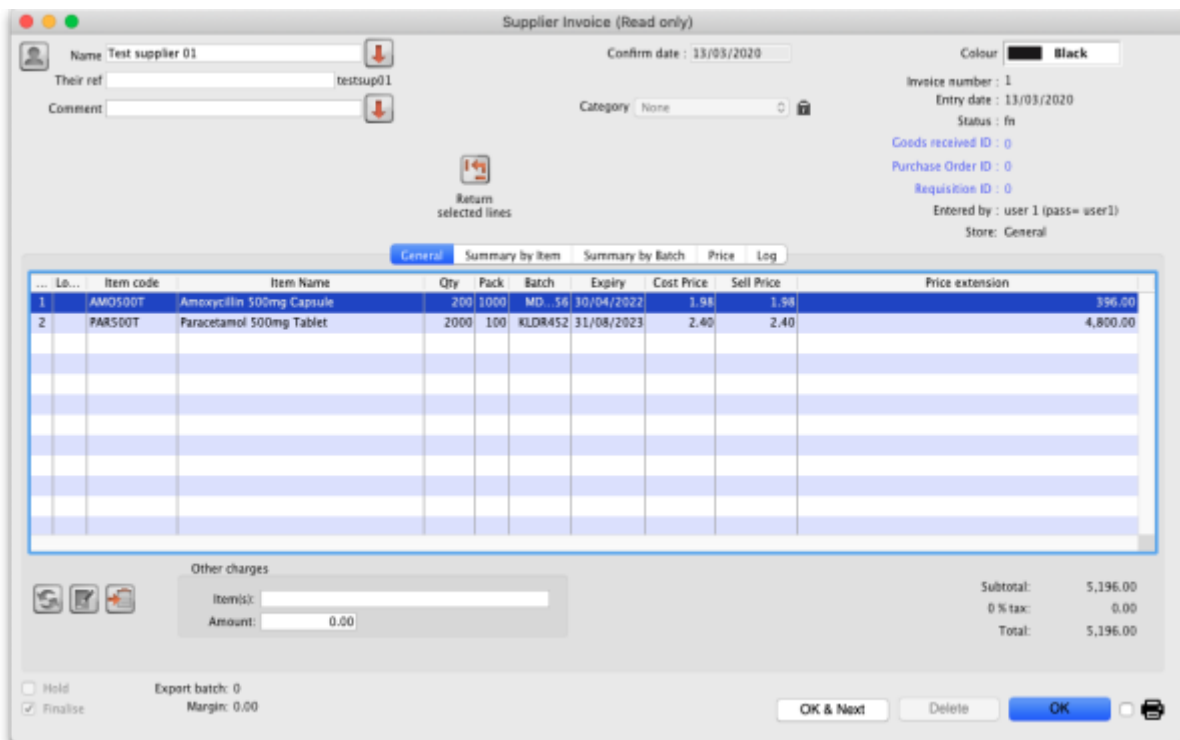 Supplier Invoice (Read only)
Name Test supplier 01
Confirm date : 13/03/2020
Colour Black
Their ref testsup01
Invoice number : 1
Comment
Category None
Entry date : 13/03/2020
Status : fn
Goods received ID : 0
Purchase Order ID : 0
Return
selected lines
Requisition ID : 0
Entered by : user 1 (pass= user1)
Store: General
General Summary by Item Summary by Batch Price Log
... Lo... Item code Item Name Qty Pack Batch Expiry Cost Price Sell Price Price extension
1 AMO500T Amoxycillin 500mg Capsule 200 1000 MD...56 30/04/2022 1.98 1.98 396.00
2 PAR500T Paracetamol 500mg Tablet 2000 100 KLDR452 31/08/2023 2.40 2.40 4,800.00
Other charges
Item(s):
Amount: 0.00
Subtotal: 5,196.00
0 % tax: 0.00
Total: 5,196.00
Hold
Export batch: 0
Finalise
Margin: 0.00
OK & Next Delete OK